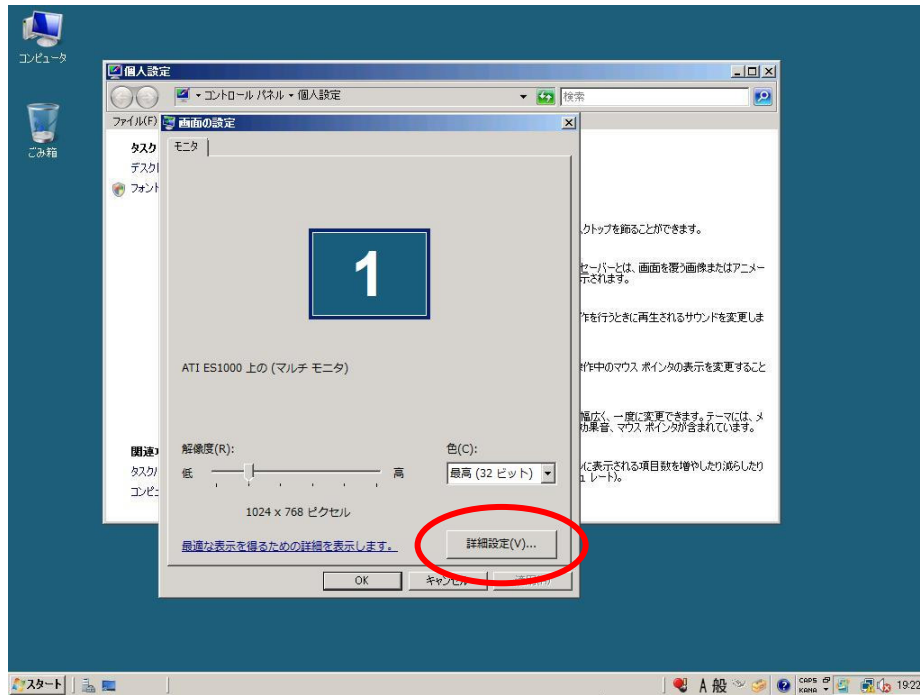 コンピュータ
ごみ箱
個人設定
コントロール パネル 個人設定
検索
ファイル(F)
画面の設定
モニタ
タスク
デスク
フォント
クトップを飾ることができます。
セーバーとは、画面を覆う画像またはアニメー
示されます。
作を行うときに再生されるサウンドを変更しま
操作中のマウス ポインタの表示を変更すること
幅広く、一度に変更できます。テーマには、メ
効果音、マウス ポインタが含まれています。
に表示される項目数を増やしたり減らしたり
レート)。
1
ATI ES1000 上の (マルチ モニタ)
解像度(R):
低 高
1024 x 768 ピクセル
色(C):
最高 (32 ビット)
関連
タスク
コンピ
最適な表示を得るための詳細を表示します。
詳細設定(V)...
OK
キャンセル
スタート
A 般
CAPS
KANA
19:22